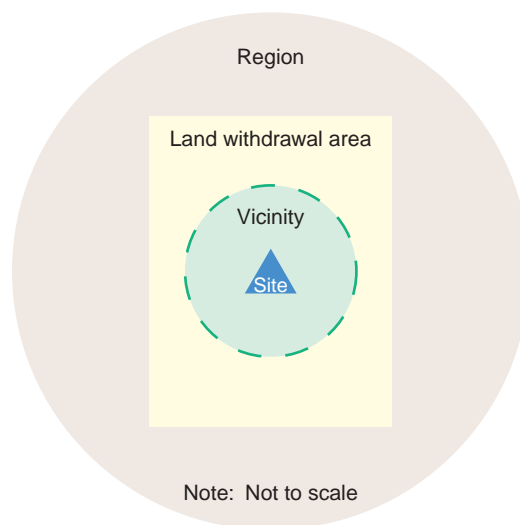 Region
Land withdrawal area
Vicinity
Site
Note: Not to scale